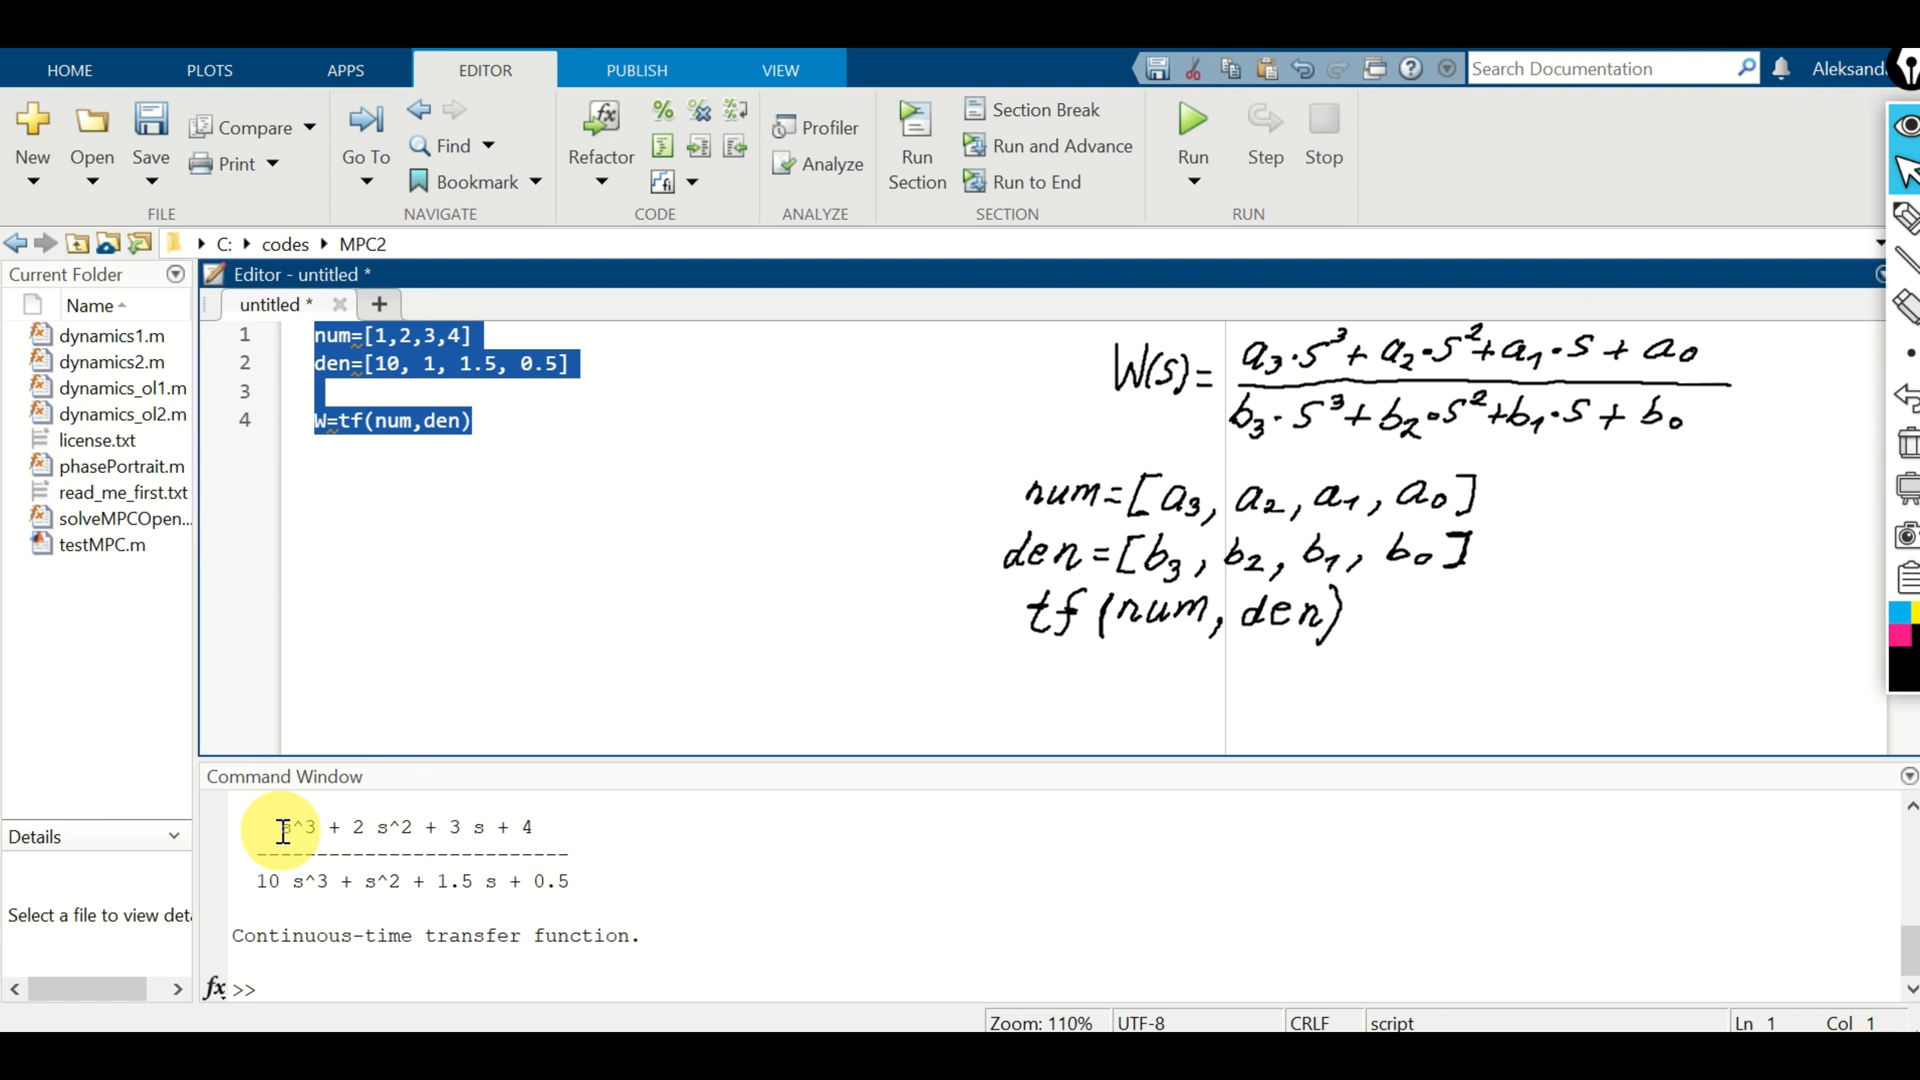 HOME PLOTS APPS EDITOR PUBLISH VIEW Search Documentation
New Open Save Compare Print Go To Find Bookmark Refactor Profiler Analyze Run Section Section Break Run and Advance Run to End Run Step Stop
FILE NAVIGATE CODE ANALYZE SECTION RUN
C: codes MPC2
Current Folder
Name
dynamics1.m
dynamics2.m
dynamics_ol1.m
dynamics_ol2.m
license.txt
phasePortrait.m
read_me_first.txt
solveMPCOpen...
testMPC.m
Details
Select a file to view det
Editor - untitled *
untitled *
1 num=[1,2,3,4]
2 den=[10, 1, 1.5, 0.5]
3
4 W=tf(num,den)
W(s)= a₃·s³+a₂·s²+a₁·s+a₀
b₃·s³+b₂·s²+b₁·s+b₀
num=[a₃, a₂, a₁, a₀]
den=[b₃, b₂, b₁, b₀]
tf(num, den)
Command Window
s^3 + 2 s^2 + 3 s + 4
--------------------------
10 s^3 + s^2 + 1.5 s + 0.5
Continuous-time transfer function.
fx >>
Zoom: 110% UTF-8 CRLF script Ln 1 Col 1